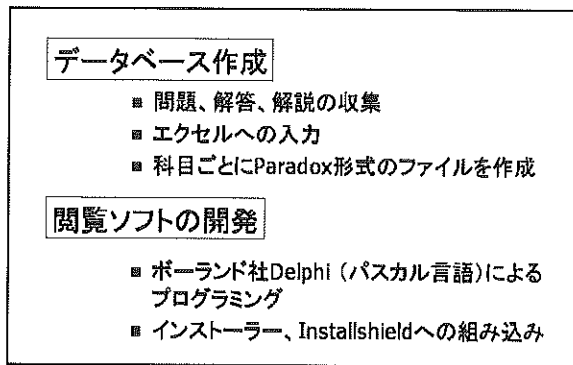 データベース作成
■ 問題、解答、解説の収集
■ エクセルへの入力
■ 科目ごとにParadox形式のファイルを作成
閲覧ソフトの開発
■ ボーランド社Delphi（パスカル言語）による
プログラミング
■ インストーラー、Installshieldへの組み込み